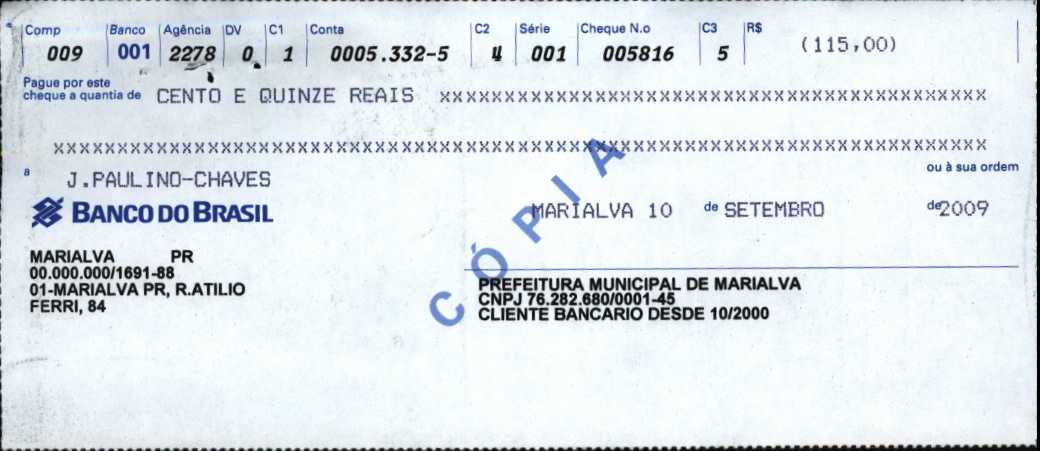 Comp Banco Agência DV C1 Conta C2 Série Cheque N.o C3 R$
009 001 2278 0 1 0005.332-5 4 001 005816 5 (115,00)
Pague por este
cheque a quantia de CENTO E QUINZE REAIS XXXXXXXXXXXXXXXXXXXXXXXXXXXXXXXXXXXXXXXXXX
XXXXXXXXXXXXXXXXXXXXXXXXXXXXXXXXXXXXXXXXXXXXXXXXXXXXXXXXXXXXXXXXXXXXXXXX
ou à sua ordem
a J.PAULINO-CHAVES
BANCO DO BRASIL
MARIALVA 10 de SETEMBRO de 2009
CÓPIA
MARIALVA PR
00.000.000/1691-88
01-MARIALVA PR, R.ATILIO
FERRI, 84
PREFEITURA MUNICIPAL DE MARIALVA
CNPJ 76.282.680/0001-45
CLIENTE BANCARIO DESDE 10/2000